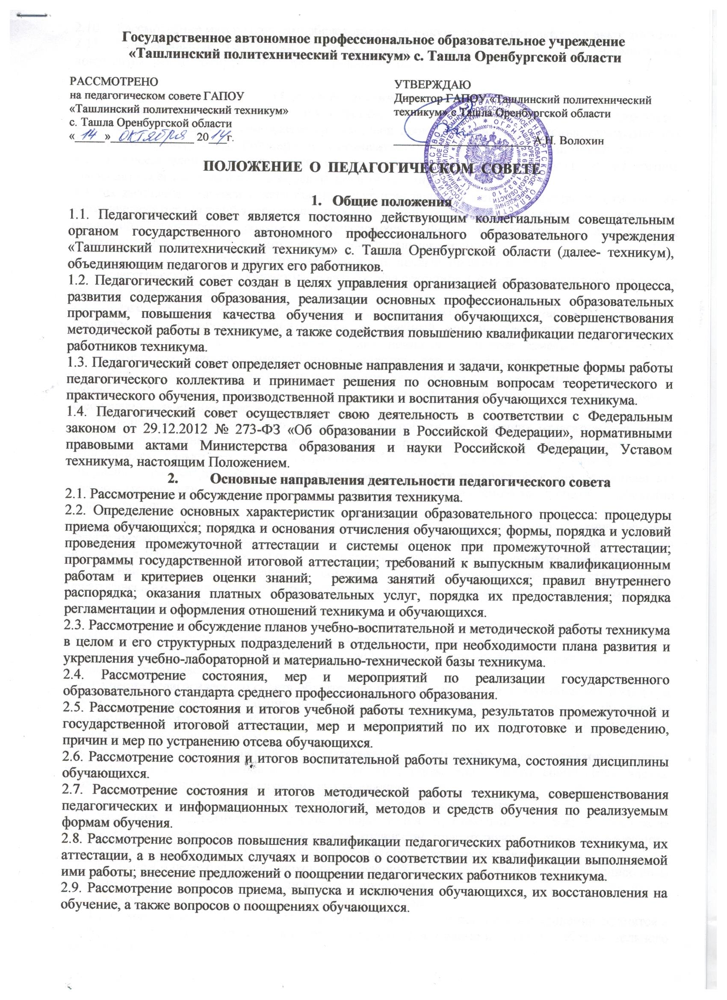 Государственное автономное профессиональное образовательное учреждение
«Ташлинский политехнический техникум» с. Ташла Оренбургской области
РАССМОТРЕНО
на педагогическом совете ГАПОУ
«Ташлинский политехнический техникум»
с. Ташла Оренбургской области
«14» октября 2014г.
УТВЕРЖДАЮ
Директор ГАПОУ «Ташлинский политехнический
техникум» с. Ташла Оренбургской области
А.Н. Волохин
ПОЛОЖЕНИЕ О ПЕДАГОГИЧЕСКОМ СОВЕТЕ
1. Общие положения
1.1. Педагогический совет является постоянно действующим коллегиальным совещательным
органом государственного автономного профессионального образовательного учреждения
«Ташлинский политехнический техникум» с. Ташла Оренбургской области (далее- техникум),
объединяющим педагогов и других его работников.
1.2. Педагогический совет создан в целях управления организацией образовательного процесса,
развития содержания образования, реализации основных профессиональных образовательных
программ, повышения качества обучения и воспитания обучающихся, совершенствования
методической работы в техникуме, а также содействия повышению квалификации педагогических
работников техникума.
1.3. Педагогический совет определяет основные направления и задачи, конкретные формы работы
педагогического коллектива и принимает решения по основным вопросам теоретического и
практического обучения, производственной практики и воспитания обучающихся техникума.
1.4. Педагогический совет осуществляет свою деятельность в соответствии с Федеральным
законом от 29.12.2012 № 273-ФЗ «Об образовании в Российской Федерации», нормативными
правовыми актами Министерства образования и науки Российской Федерации, Уставом
техникума, настоящим Положением.
2. Основные направления деятельности педагогического совета
2.1. Рассмотрение и обсуждение программы развития техникума.
2.2. Определение основных характеристик организации образовательного процесса: процедуры
приема обучающихся; порядка и основания отчисления обучающихся; формы, порядка и условий
проведения промежуточной аттестации и системы оценок при промежуточной аттестации;
программы государственной итоговой аттестации; требований к выпускным квалификационным
работам и критериев оценки знаний; режима занятий обучающихся; правил внутреннего
распорядка; оказания платных образовательных услуг, порядка их предоставления; порядка
регламентации и оформления отношений техникума и обучающихся.
2.3. Рассмотрение и обсуждение планов учебно-воспитательной и методической работы техникума
в целом и его структурных подразделений в отдельности, при необходимости плана развития и
укрепления учебно-лабораторной и материально-технической базы техникума.
2.4. Рассмотрение состояния, мер и мероприятий по реализации государственного
образовательного стандарта среднего профессионального образования.
2.5. Рассмотрение состояния и итогов учебной работы техникума, результатов промежуточной и
государственной итоговой аттестации, мер и мероприятий по их подготовке и проведению,
причин и мер по устранению отсева обучающихся.
2.6. Рассмотрение состояния и итогов воспитательной работы техникума, состояния дисциплины
обучающихся.
2.7. Рассмотрение состояния и итогов методической работы техникума, совершенствования
педагогических и информационных технологий, методов и средств обучения по реализуемым
формам обучения.
2.8. Рассмотрение вопросов повышения квалификации педагогических работников техникума, их
аттестации, а в необходимых случаях и вопросов о соответствии их квалификации выполняемой
ими работы; внесение предложений о поощрении педагогических работников техникума.
2.9. Рассмотрение вопросов приема, выпуска и исключения обучающихся, их восстановления на
обучение, а также вопросов о поощрениях обучающихся.